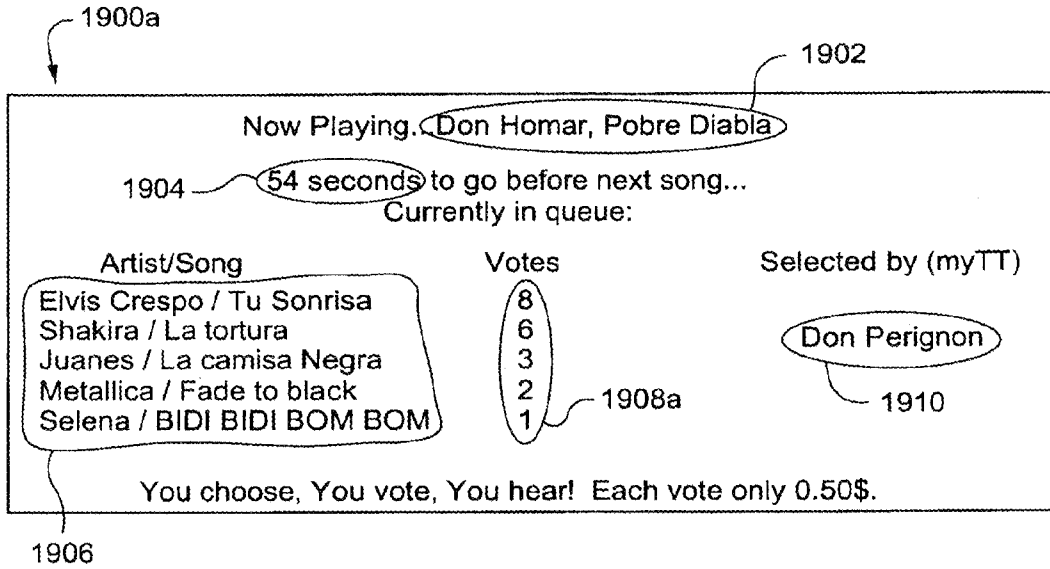 1900a
1902
Now Playing...Don Homar, Pobre Diabla
1904
54 seconds to go before next song...
Currently in queue:
Artist/Song Votes Selected by (myTT)
Elvis Crespo / Tu Sonrisa 8
Shakira / La tortura 6
Juanes / La camisa Negra 3 Don Perignon
Metallica / Fade to black 2
Selena / BIDI BIDI BOM BOM 1
1908a
1910
You choose, You vote, You hear! Each vote only 0.50$.
1906